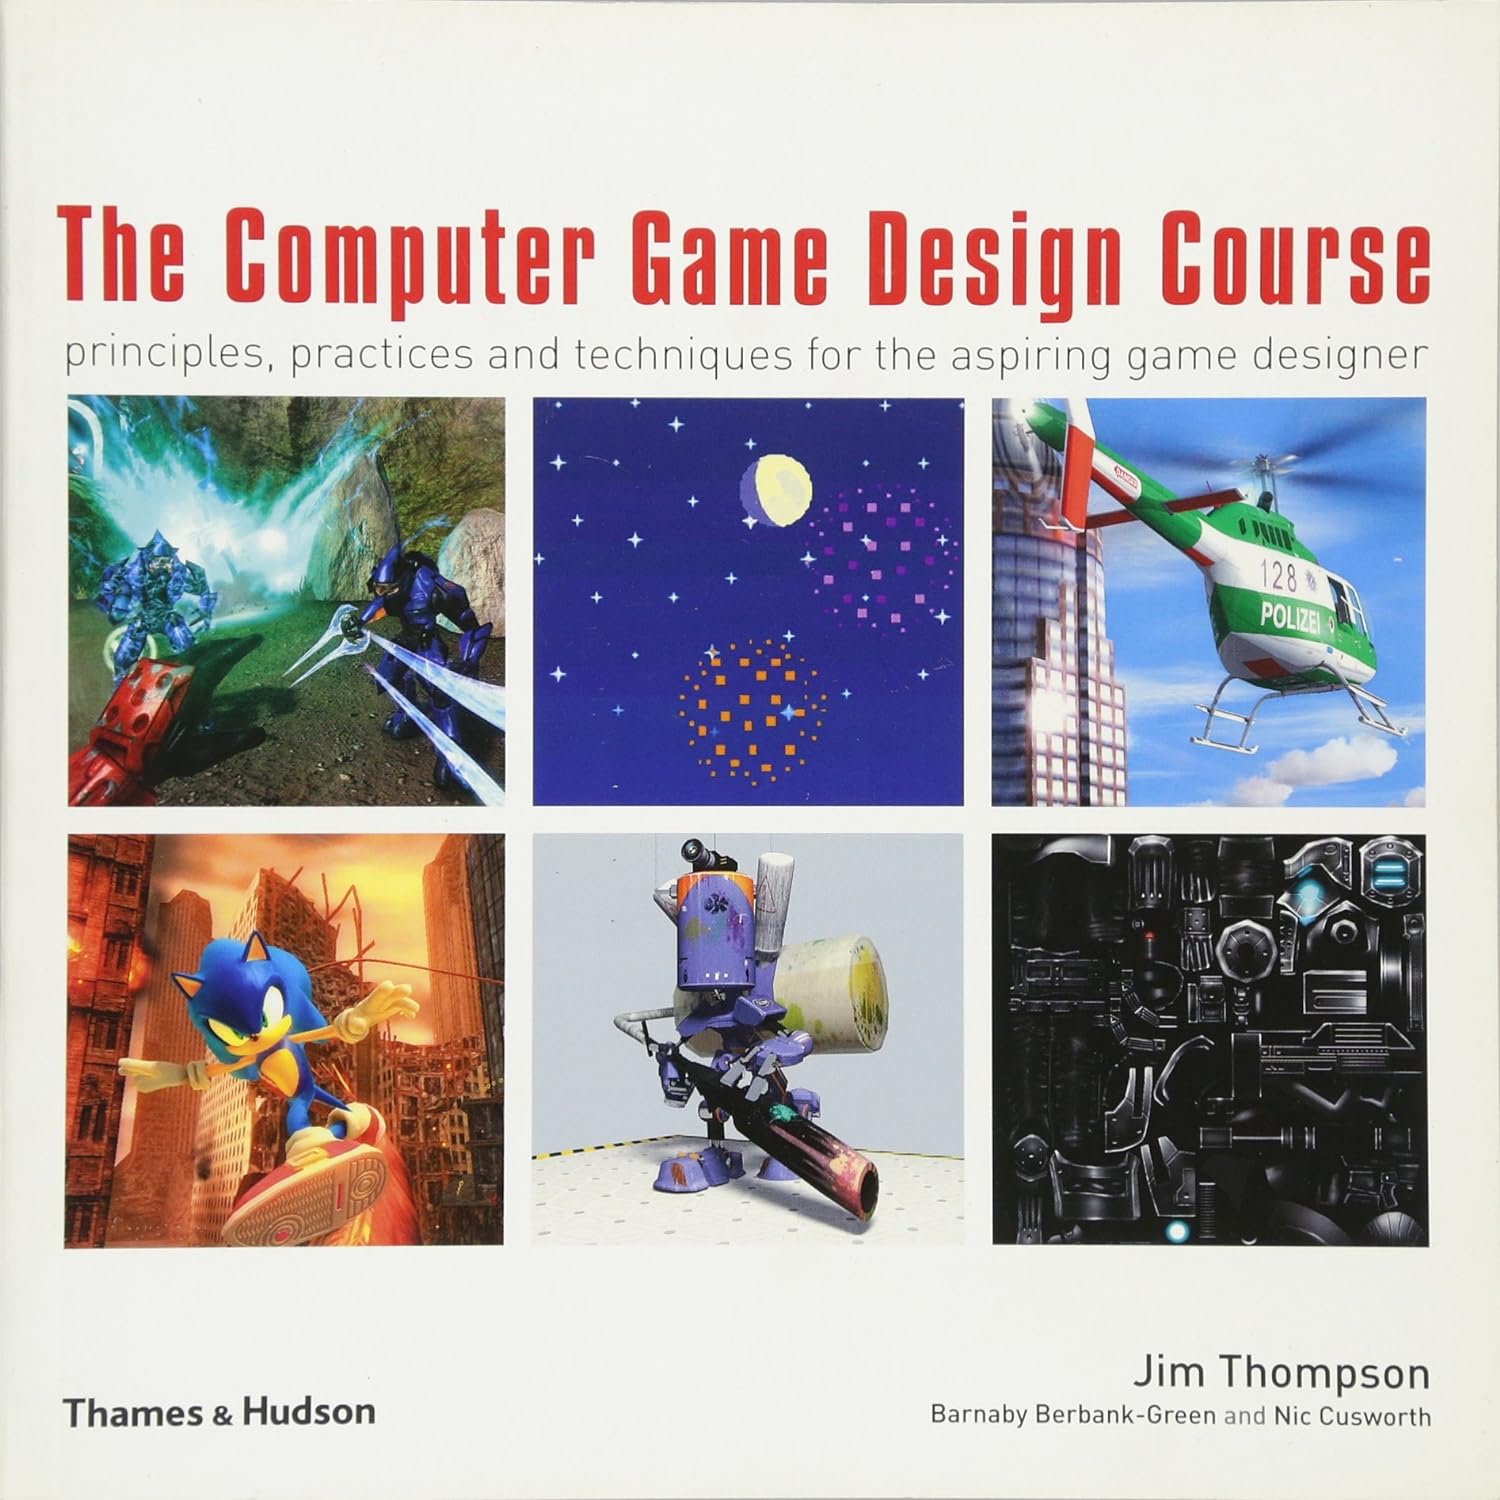 The Computer Game Design Course
principles, practices and techniques for the aspiring game designer
DANGER
128
POLIZEI
Thames & Hudson
Jim Thompson
Barnaby Berbank-Green and Nic Cusworth